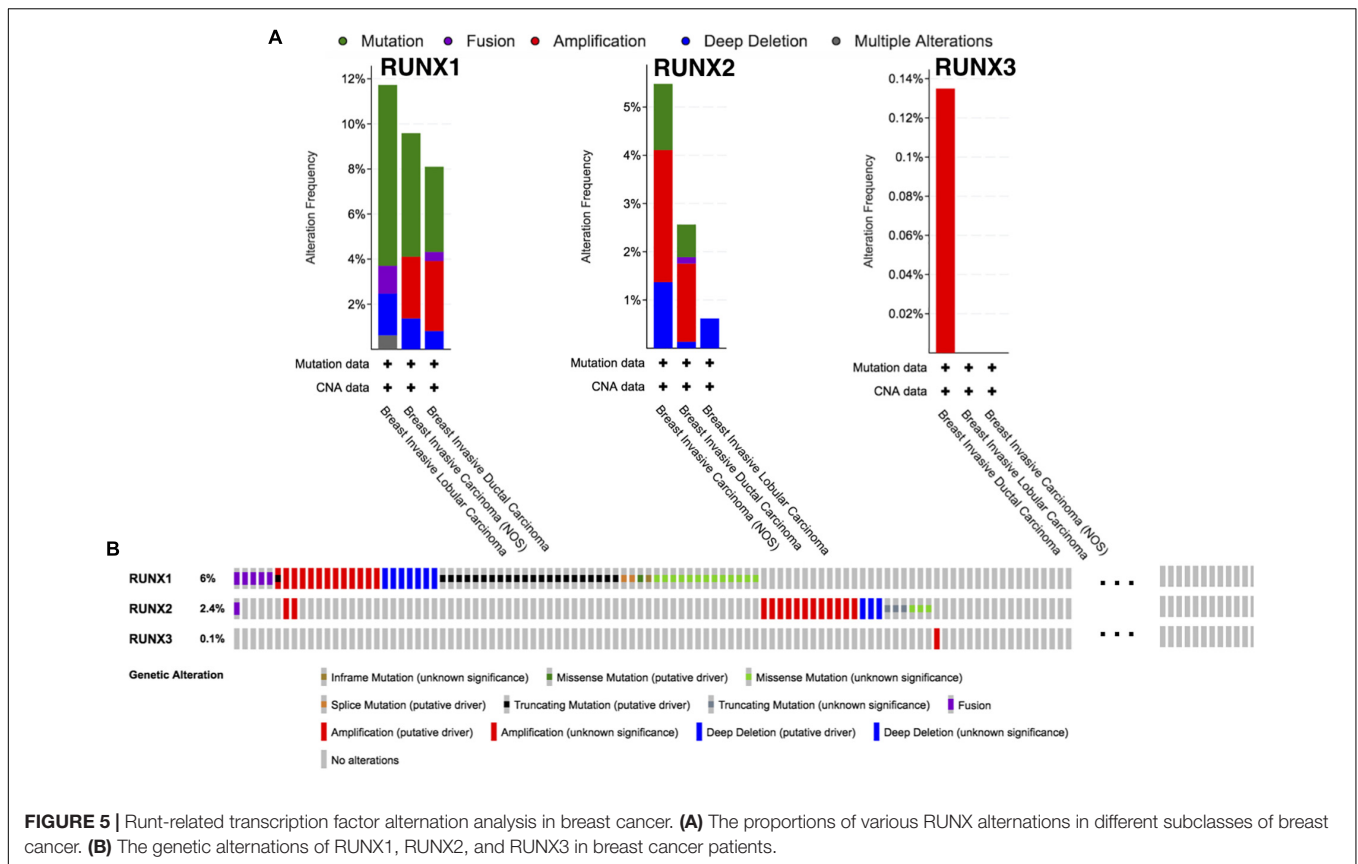 A
Mutation Fusion Amplification Deep Deletion Multiple Alterations
RUNX1
12%
10%
8%
6%
4%
2%
Alteration Frequency
Mutation data + + +
CNA data + + +
Breast Invasive Lobular Carcinoma
Breast Invasive Carcinoma (NOS)
Breast Invasive Ductal Carcinoma
RUNX2
5%
4%
3%
2%
1%
Alteration Frequency
Mutation data + + +
CNA data + + +
Breast Invasive Carcinoma (NOS)
Breast Invasive Ductal Carcinoma
Breast Invasive Lobular Carcinoma
RUNX3
0.14%
0.12%
0.1%
0.08%
0.06%
0.04%
0.02%
Alteration Frequency
Mutation data + + +
CNA data + + +
Breast Invasive Ductal Carcinoma
Breast Invasive Lobular Carcinoma
Breast Invasive Carcinoma (NOS)
B
RUNX1 6% ...
RUNX2 2.4%
RUNX3 0.1% ...
Genetic Alteration
Inframe Mutation (unknown significance) Missense Mutation (putative driver) Missense Mutation (unknown significance)
Splice Mutation (putative driver) Truncating Mutation (putative driver) Truncating Mutation (unknown significance) Fusion
Amplification (putative driver) Amplification (unknown significance) Deep Deletion (putative driver) Deep Deletion (unknown significance)
No alterations
FIGURE 5 | Runt-related transcription factor alternation analysis in breast cancer. (A) The proportions of various RUNX alternations in different subclasses of breast
cancer. (B) The genetic alternations of RUNX1, RUNX2, and RUNX3 in breast cancer patients.